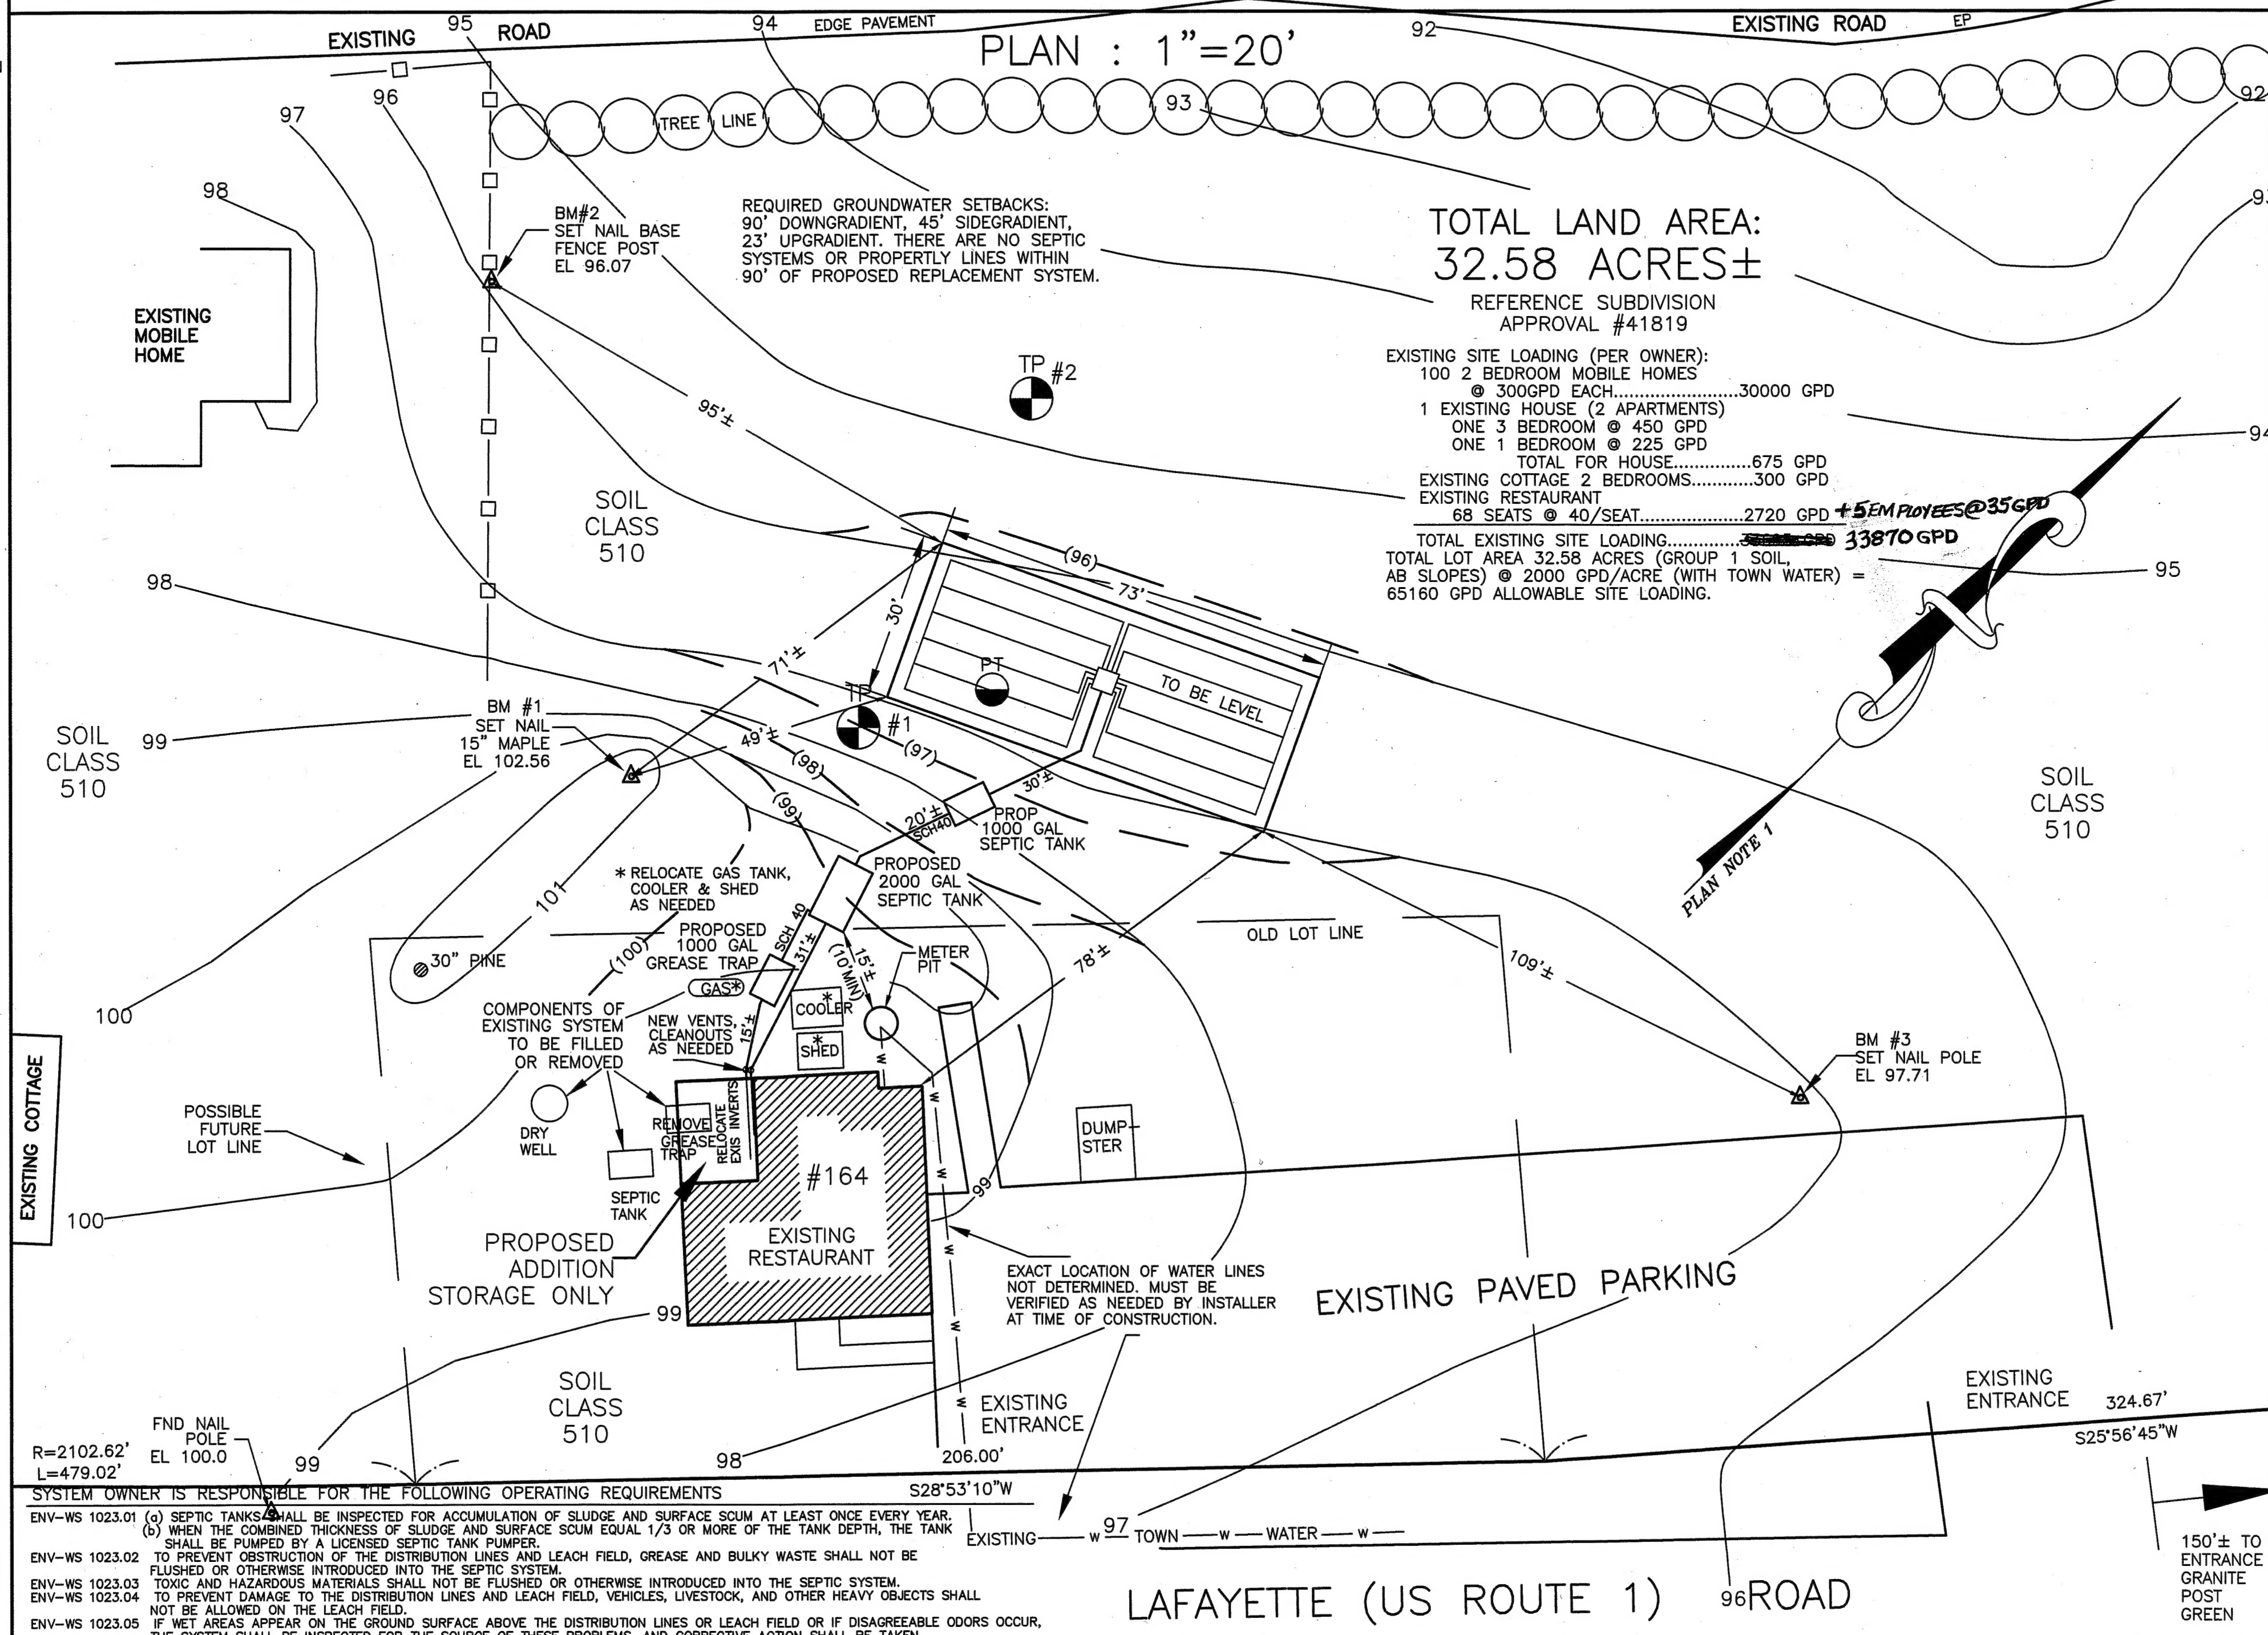 EXISTING ROAD
95
94
EDGE PAVEMENT
PLAN : 1"=20'
92
EXISTING ROAD
EP
97
96
TREE LINE
93
92
98
BM#2
SET NAIL BASE
FENCE POST
EL 96.07
REQUIRED GROUNDWATER SETBACKS:
90' DOWNGRADIENT, 45' SIDEGRADIENT,
23' UPGRADIENT. THERE ARE NO SEPTIC
SYSTEMS OR PROPERTLY LINES WITHIN
90' OF PROPOSED REPLACEMENT SYSTEM.
TOTAL LAND AREA:
32.58 ACRES±
REFERENCE SUBDIVISION
APPROVAL #41819
EXISTING SITE LOADING (PER OWNER):
100 2 BEDROOM MOBILE HOMES
@ 300GPD EACH........................30000 GPD
1 EXISTING HOUSE (2 APARTMENTS)
ONE 3 BEDROOM @ 450 GPD
ONE 1 BEDROOM @ 225 GPD
TOTAL FOR HOUSE...............675 GPD
EXISTING COTTAGE 2 BEDROOMS............300 GPD
EXISTING RESTAURANT
68 SEATS @ 40/SEAT....................2720 GPD +5 EMPLOYEES@35GPD
TOTAL EXISTING SITE LOADING.............. 33870 GPD
TOTAL LOT AREA 32.58 ACRES (GROUP 1 SOIL,
AB SLOPES) @ 2000 GPD/ACRE (WITH TOWN WATER) =
65160 GPD ALLOWABLE SITE LOADING.
94
95
EXISTING
MOBILE
HOME
TP #2
95'±
SOIL
CLASS
510
98
(96)
73'
30'
71'±
PT
TO BE LEVEL
TP #1
49'±
(97)
(98)
(99)
BM #1
SET NAIL
15" MAPLE
EL 102.56
SOIL
CLASS
510
99
SOIL
CLASS
510
PLAN NOTE 1
30'±
20'±
SCH40
PROP
1000 GAL
SEPTIC TANK
PROPOSED
2000 GAL
SEPTIC TANK
* RELOCATE GAS TANK,
COOLER & SHED
AS NEEDED
101
PROPOSED
1000 GAL
GREASE TRAP
SCH 40
31'±
15'±
(10'MIN)
METER
PIT
OLD LOT LINE
78'±
109'±
30" PINE
(100)
GAS*
*
COOLER
*
SHED
100
COMPONENTS OF
EXISTING SYSTEM
TO BE FILLED
OR REMOVED
NEW VENTS,
CLEANOUTS
AS NEEDED
15'±
BM #3
SET NAIL POLE
EL 97.71
EXISTING COTTAGE
POSSIBLE
FUTURE
LOT LINE
DRY
WELL
REMOVE
GREASE
TRAP
RELOCATE
EXIS INVERTS
SEPTIC
TANK
W
W
W
W
W
W
DUMP-
STER
#164
EXISTING
RESTAURANT
99
100
PROPOSED
ADDITION
STORAGE ONLY
99
EXACT LOCATION OF WATER LINES
NOT DETERMINED. MUST BE
VERIFIED AS NEEDED BY INSTALLER
AT TIME OF CONSTRUCTION.
EXISTING PAVED PARKING
SOIL
CLASS
510
EXISTING
ENTRANCE
EXISTING
ENTRANCE
324.67'
S25°56'45"W
FND NAIL
POLE
EL 100.0
R=2102.62'
L=479.02'
99
98
206.00'
S28°53'10"W
SYSTEM OWNER IS RESPONSIBLE FOR THE FOLLOWING OPERATING REQUIREMENTS
ENV-WS 1023.01 (a) SEPTIC TANKS SHALL BE INSPECTED FOR ACCUMULATION OF SLUDGE AND SURFACE SCUM AT LEAST ONCE EVERY YEAR.
(b) WHEN THE COMBINED THICKNESS OF SLUDGE AND SURFACE SCUM EQUAL 1/3 OR MORE OF THE TANK DEPTH, THE TANK
SHALL BE PUMPED BY A LICENSED SEPTIC TANK PUMPER.
ENV-WS 1023.02 TO PREVENT OBSTRUCTION OF THE DISTRIBUTION LINES AND LEACH FIELD, GREASE AND BULKY WASTE SHALL NOT BE
FLUSHED OR OTHERWISE INTRODUCED INTO THE SEPTIC SYSTEM.
ENV-WS 1023.03 TOXIC AND HAZARDOUS MATERIALS SHALL NOT BE FLUSHED OR OTHERWISE INTRODUCED INTO THE SEPTIC SYSTEM.
ENV-WS 1023.04 TO PREVENT DAMAGE TO THE DISTRIBUTION LINES AND LEACH FIELD, VEHICLES, LIVESTOCK, AND OTHER HEAVY OBJECTS SHALL
NOT BE ALLOWED ON THE LEACH FIELD.
ENV-WS 1023.05 IF WET AREAS APPEAR ON THE GROUND SURFACE ABOVE THE DISTRIBUTION LINES OR LEACH FIELD OR IF DISAGREEABLE ODORS OCCUR,
THE SYSTEM SHALL BE INSPECTED FOR THE SOURCE OF THESE PROBLEMS, AND CORRECTIVE ACTION SHALL BE TAKEN
EXISTING W 97 TOWN W WATER W
LAFAYETTE (US ROUTE 1) 96 ROAD
150'± TO
ENTRANCE
GRANITE
POST
GREEN